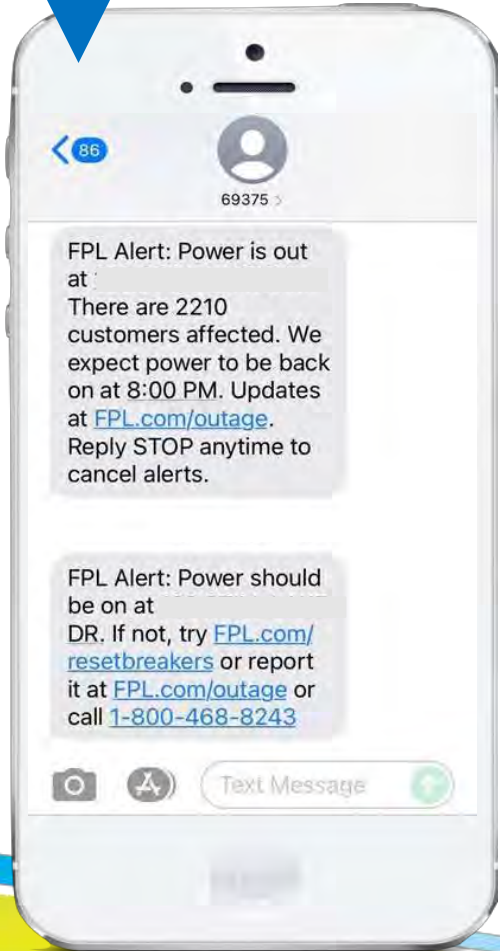 86
69375 >
FPL Alert: Power is out
at
There are 2210
customers affected. We
expect power to be back
on at 8:00 PM. Updates
at FPL.com/outage.
Reply STOP anytime to
cancel alerts.
FPL Alert: Power should
be on at
DR. If not, try FPL.com/
resetbreakers or report
it at FPL.com/outage or
call 1-800-468-8243
Text Message